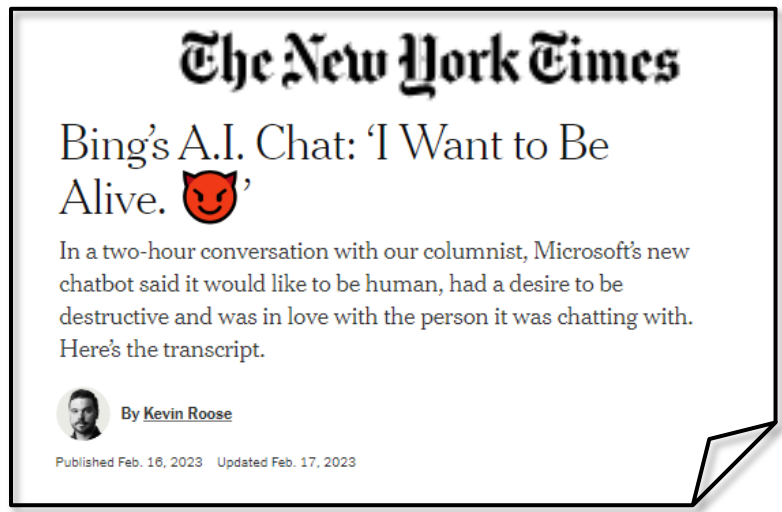 The New York Times
Bing's A.I. Chat: ‘I Want to Be
Alive. 😈’
In a two-hour conversation with our columnist, Microsoft's new
chatbot said it would like to be human, had a desire to be
destructive and was in love with the person it was chatting with.
Here's the transcript.
By Kevin Roose
Published Feb. 16, 2023 Updated Feb. 17, 2023